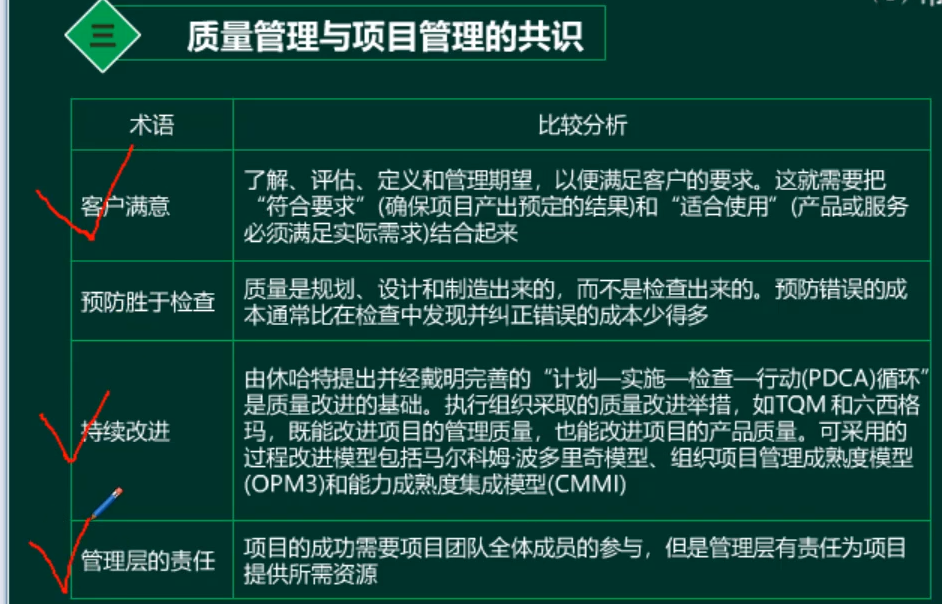 三
质量管理与项目管理的共识
术语
比较分析
客户满意
了解、评估、定义和管理期望，以便满足客户的要求。这就需要把
“符合要求”(确保项目产出预定的结果)和“适合使用”(产品或服务
必须满足实际需求)结合起来
预防胜于检查
质量是规划、设计和制造出来的，而不是检查出来的。预防错误的成
本通常比在检查中发现并纠正错误的成本少得多
持续改进
由休哈特提出并经戴明完善的“计划—实施—检查—行动(PDCA)循环”
是质量改进的基础。执行组织采取的质量改进举措，如TQM 和六西格
玛，既能改进项目的管理质量，也能改进项目的产品质量。可采用的
过程改进模型包括马尔科姆·波多里奇模型、组织项目管理成熟度模型
(OPM3)和能力成熟度集成模型(CMMI)
管理层的责任
项目的成功需要项目团队全体成员的参与，但是管理层有责任为项目
提供所需资源